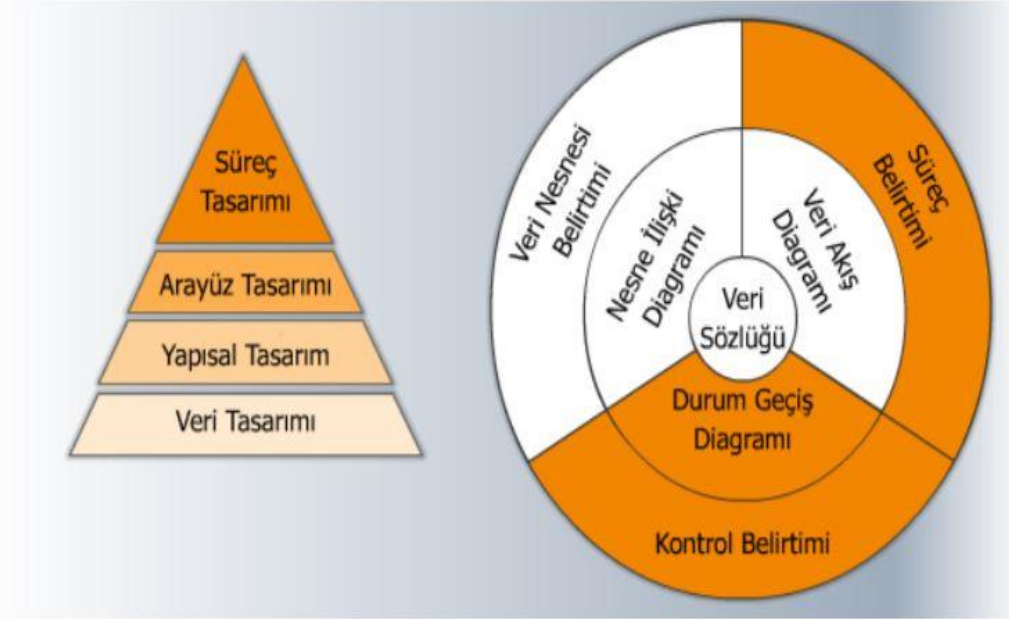 Süreç
Tasarımı
Arayüz Tasarımı
Yapısal Tasarım
Veri Tasarımı
Veri Nesnesi
Belirtimi
Nesne İlişki
Diagramı
Veri Akış
Diagramı
Süreç
Belirtimi
Veri
Sözlüğü
Durum Geçiş
Diagramı
Kontrol Belirtimi